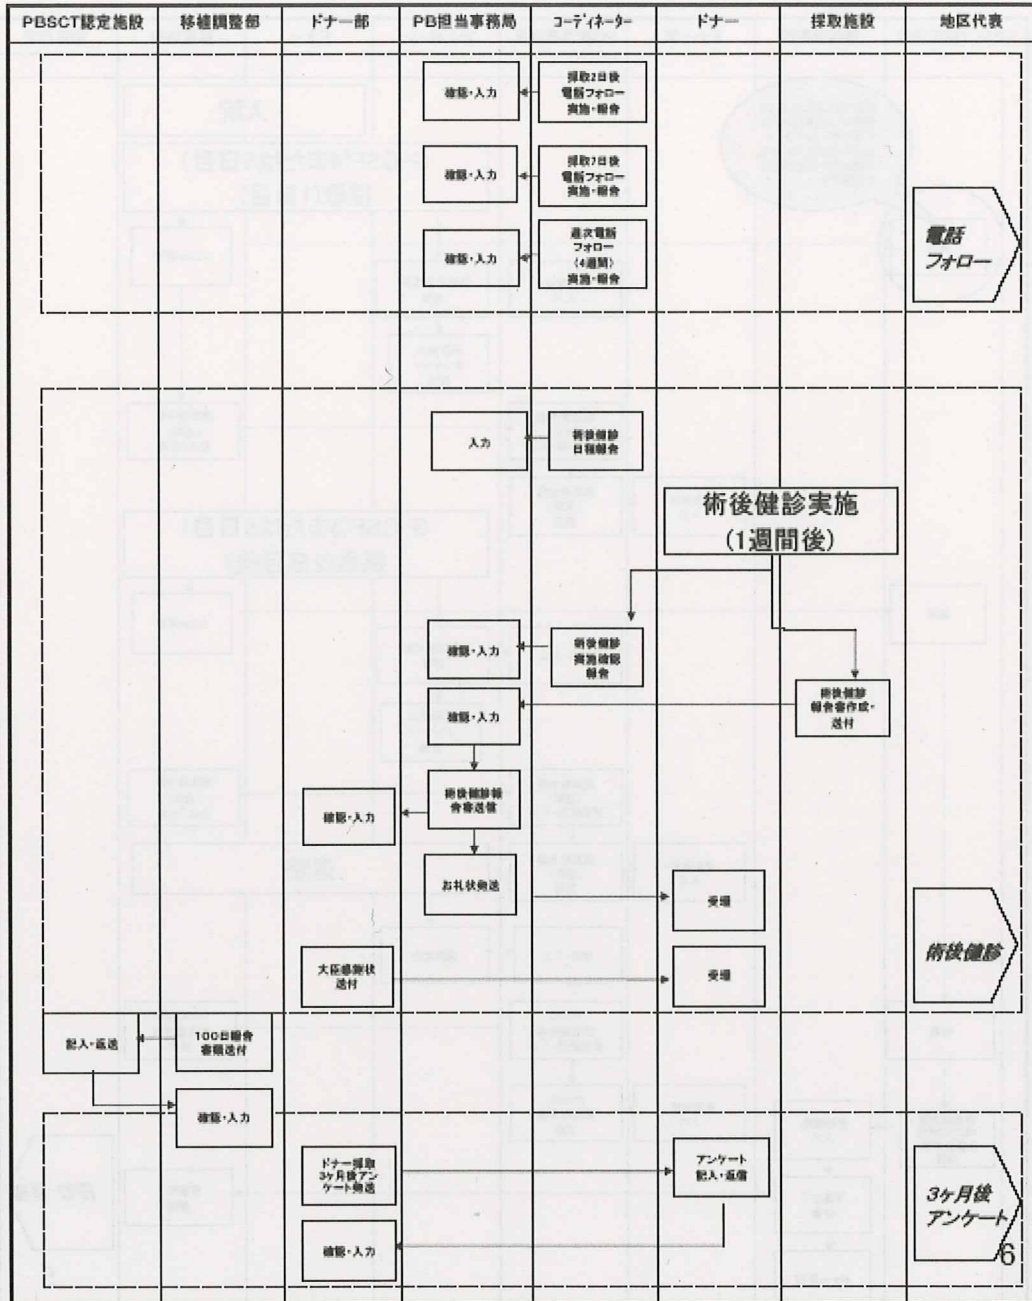 PBSCT認定施設 移植調整部 ドナー部 PB担当事務局 コーディネーター ドナー 採取施設 地区代表
確認・入力
採取2日後
電話フォロー
実施・報告
確認・入力
採取7日後
電話フォロー
実施・報告
確認・入力
週次電話
フォロー
(4週間)
実施・報告
電話
フォロー
入力
術後健診
日程報告
術後健診実施
(1週間後)
確認・入力
術後健診
実施確認
報告
確認・入力
術後健診
報告書作成・
送付
確認・入力
術後健診報
告書送信
お礼状発送
受理
大臣感謝状
送付
受理
術後健診
記入・返送
100日報告
書類送付
確認・入力
ドナー採取
3ヶ月後アン
ケート発送
アンケート
記入・返信
確認・入力
3ヶ月後
アンケート
6